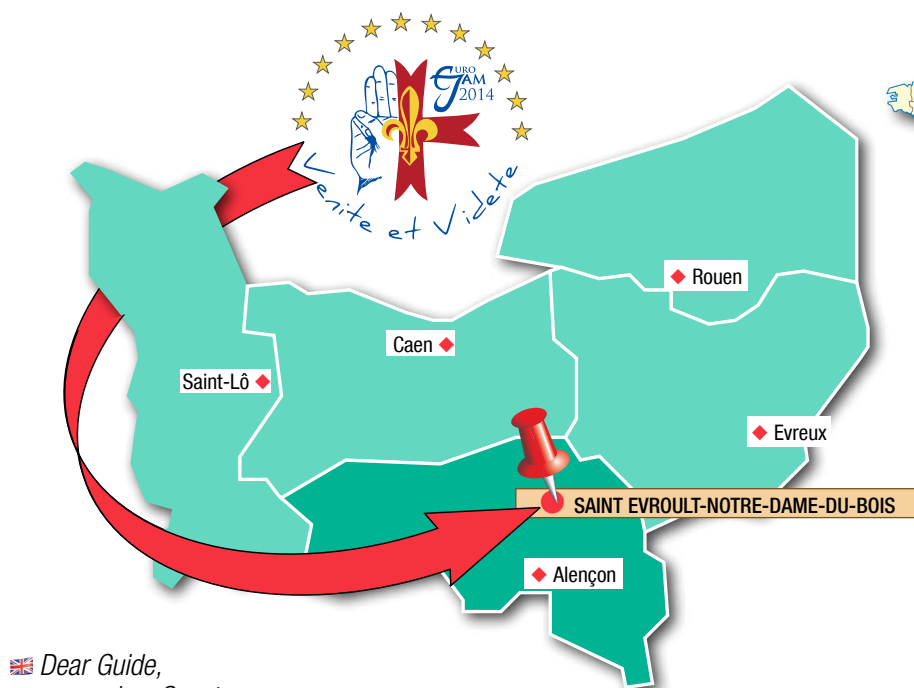 EURO
JAM
2014
Venite et Videte
Rouen
Caen
Saint-Lô
Evreux
SAINT EVROULT-NOTRE-DAME-DU-BOIS
Alençon
Dear Guide,